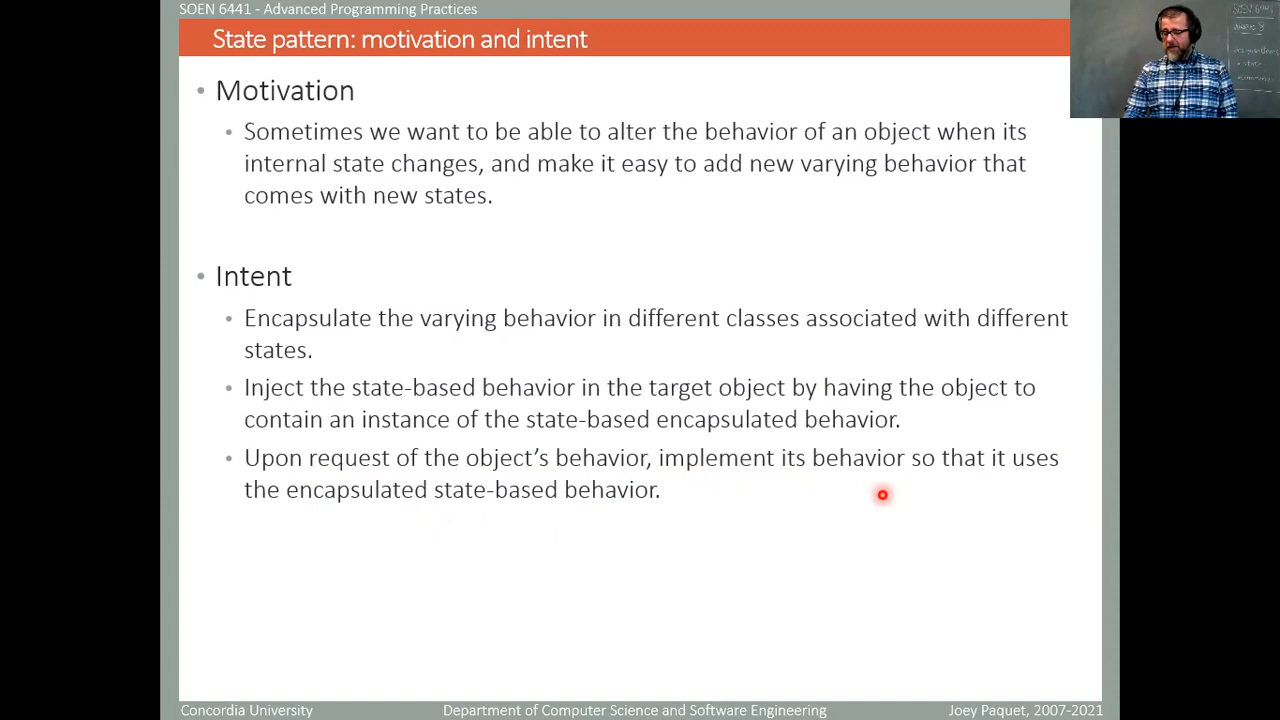 SOEN 6441 - Advanced Programming Practices
State pattern: motivation and intent
• Motivation
• Sometimes we want to be able to alter the behavior of an object when its
internal state changes, and make it easy to add new varying behavior that
comes with new states.
• Intent
• Encapsulate the varying behavior in different classes associated with different
states.
• Inject the state-based behavior in the target object by having the object to
contain an instance of the state-based encapsulated behavior.
• Upon request of the object’s behavior, implement its behavior so that it uses
the encapsulated state-based behavior.
Concordia University
Department of Computer Science and Software Engineering
Joey Paquet, 2007-2021